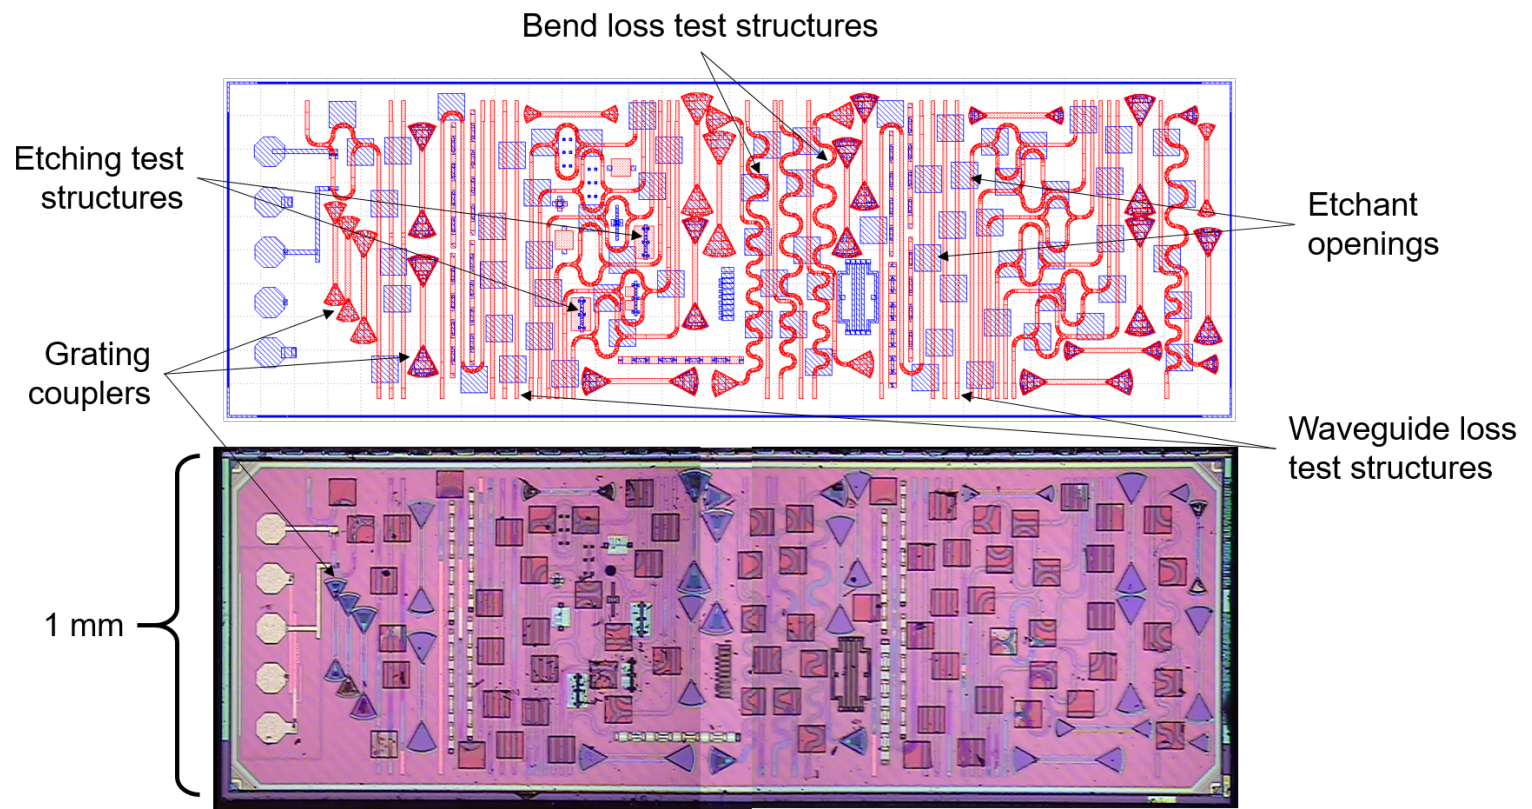 Bend loss test structures
Etching test
structures
Etchant
openings
Grating
couplers
Waveguide loss
test structures
1 mm